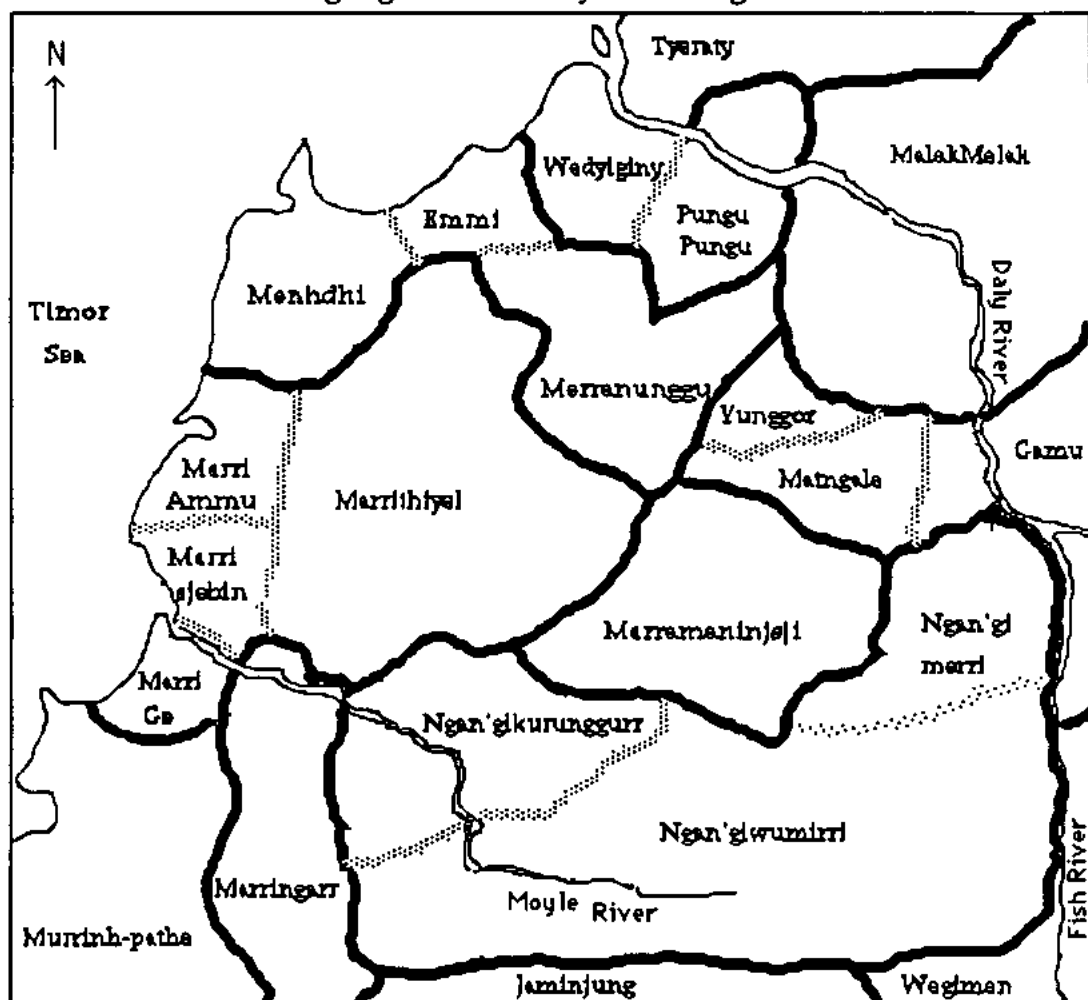 N
Tyeraty
MalakMalak
Wadyiginy
Pungu
Pungu
Emmi
Menhdhi
Timor
Sea
Daly River
Merranunggu
Yunggor
Matngala
Gamu
Marri
Ammu
Marrithiyel
Marri
Marramaninjsji
Ngan'gi
merri
Marri
Ge
Ngan'gikurunggurr
Ngan'giwumirri
Marringarr
Moyle River
Fish River
Murrinh-patha
Jaminjung
Wagiman